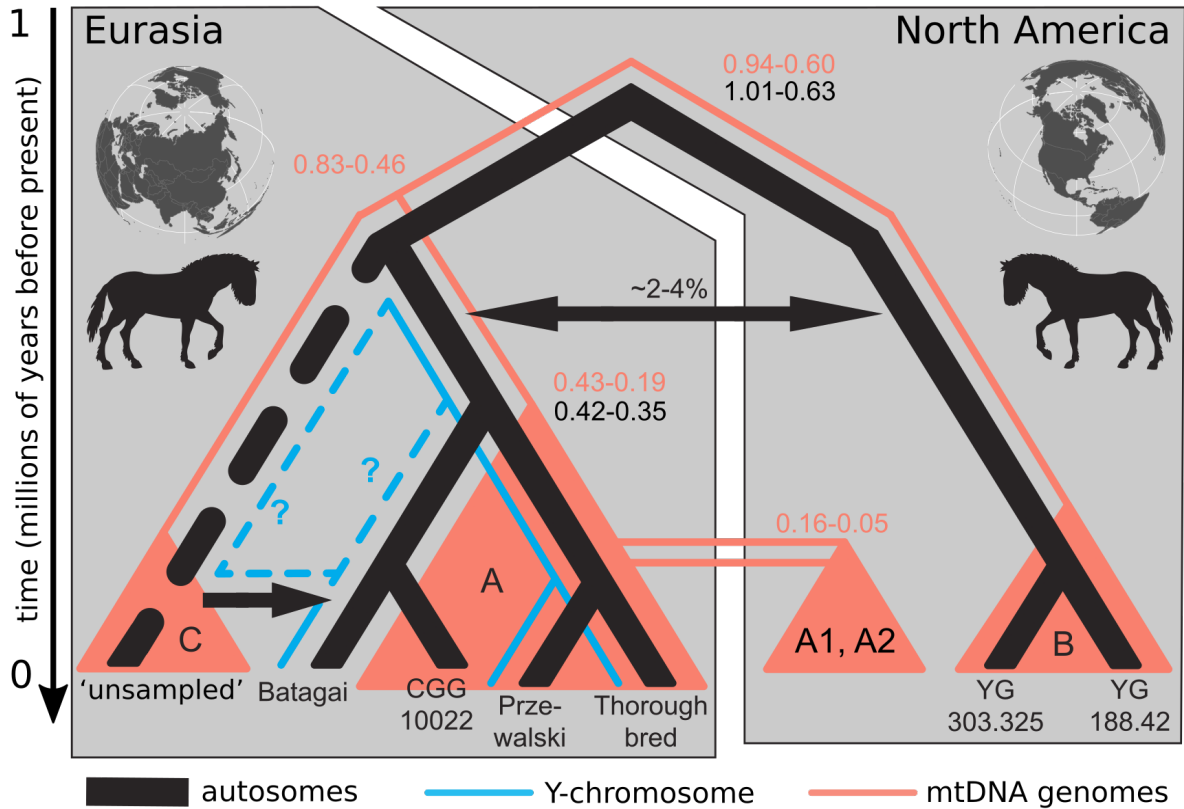 1
Eurasia
North America
0.94-0.60
1.01-0.63
0.83-0.46
~2-4%
0.43-0.19
0.42-0.35
?
?
0.16-0.05
time (millions of years before present)
A
C
A1, A2
B
0
'unsampled'
Batagai
CGG
10022
Prze-
walski
Thorough
bred
YG
303.325
YG
188.42
autosomes
Y-chromosome
mtDNA genomes